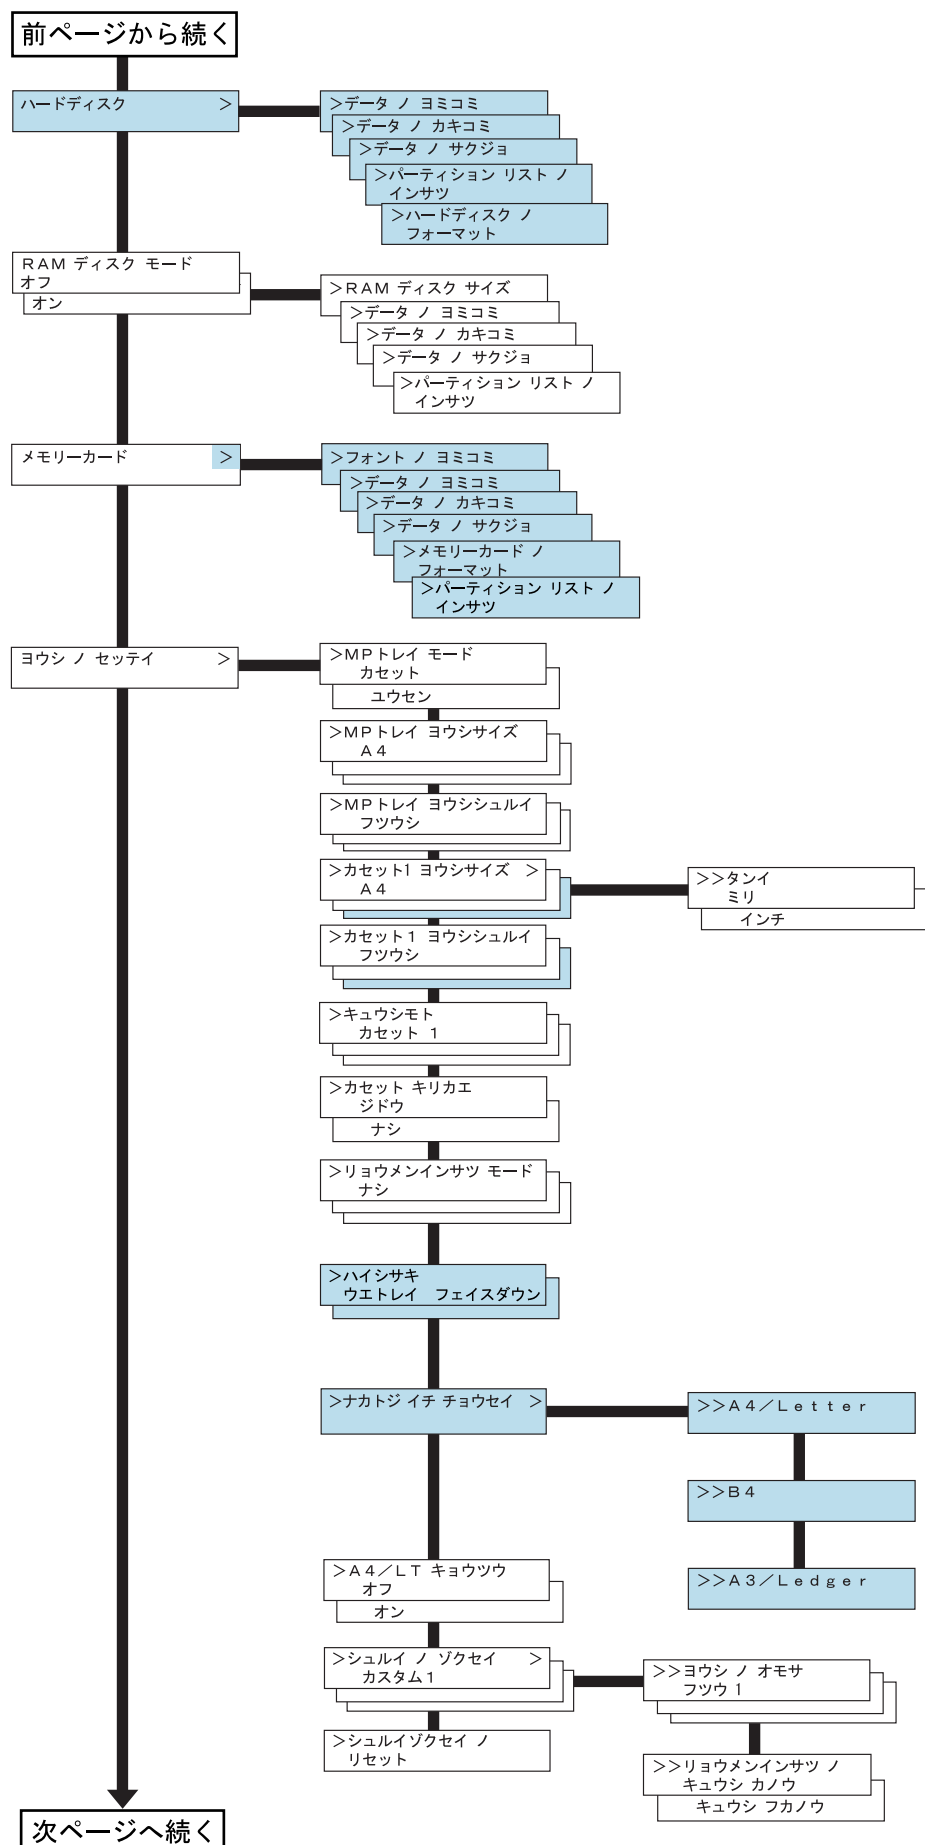 前ページから続く
ハードディスク >
>データ ノ ヨミコミ
>データ ノ カキコミ
>データ ノ サクジョ
>パーティション リスト ノ
インサツ
>ハードディスク ノ
フォーマット
RAM ディスク モード
オフ
オン
>RAM ディスク サイズ
>データ ノ ヨミコミ
>データ ノ カキコミ
>データ ノ サクジョ
>パーティション リスト ノ
インサツ
メモリーカード >
>フォント ノ ヨミコミ
>データ ノ ヨミコミ
>データ ノ カキコミ
>データ ノ サクジョ
>メモリーカード ノ
フォーマット
>パーティション リスト ノ
インサツ
ヨウシ ノ セッテイ >
>MPトレイ モード
カセット
ユウセン
>MPトレイ ヨウシサイズ
A4
>MPトレイ ヨウシシュルイ
フツウシ
>カセット1 ヨウシサイズ >
A4
>>タンイ
ミリ
インチ
>カセット1 ヨウシシュルイ
フツウシ
>キュウシモト
カセット 1
>カセット キリカエ
ジドウ
ナシ
>リョウメンインサツ モード
ナシ
>ハイシサキ
ウエトレイ フェイスダウン
>ナカトジ イチ チョウセイ >
>>A4/Letter
>>B4
>>A3/Ledger
>A4/LT キョウツウ
オフ
オン
>シュルイ ノ ゾクセイ >
カスタム1
>>ヨウシ ノ オモサ
フツウ 1
>シュルイゾクセイ ノ
リセット
>>リョウメンインサツ ノ
キュウシ カノウ
キュウシ フカノウ
次ページへ続く